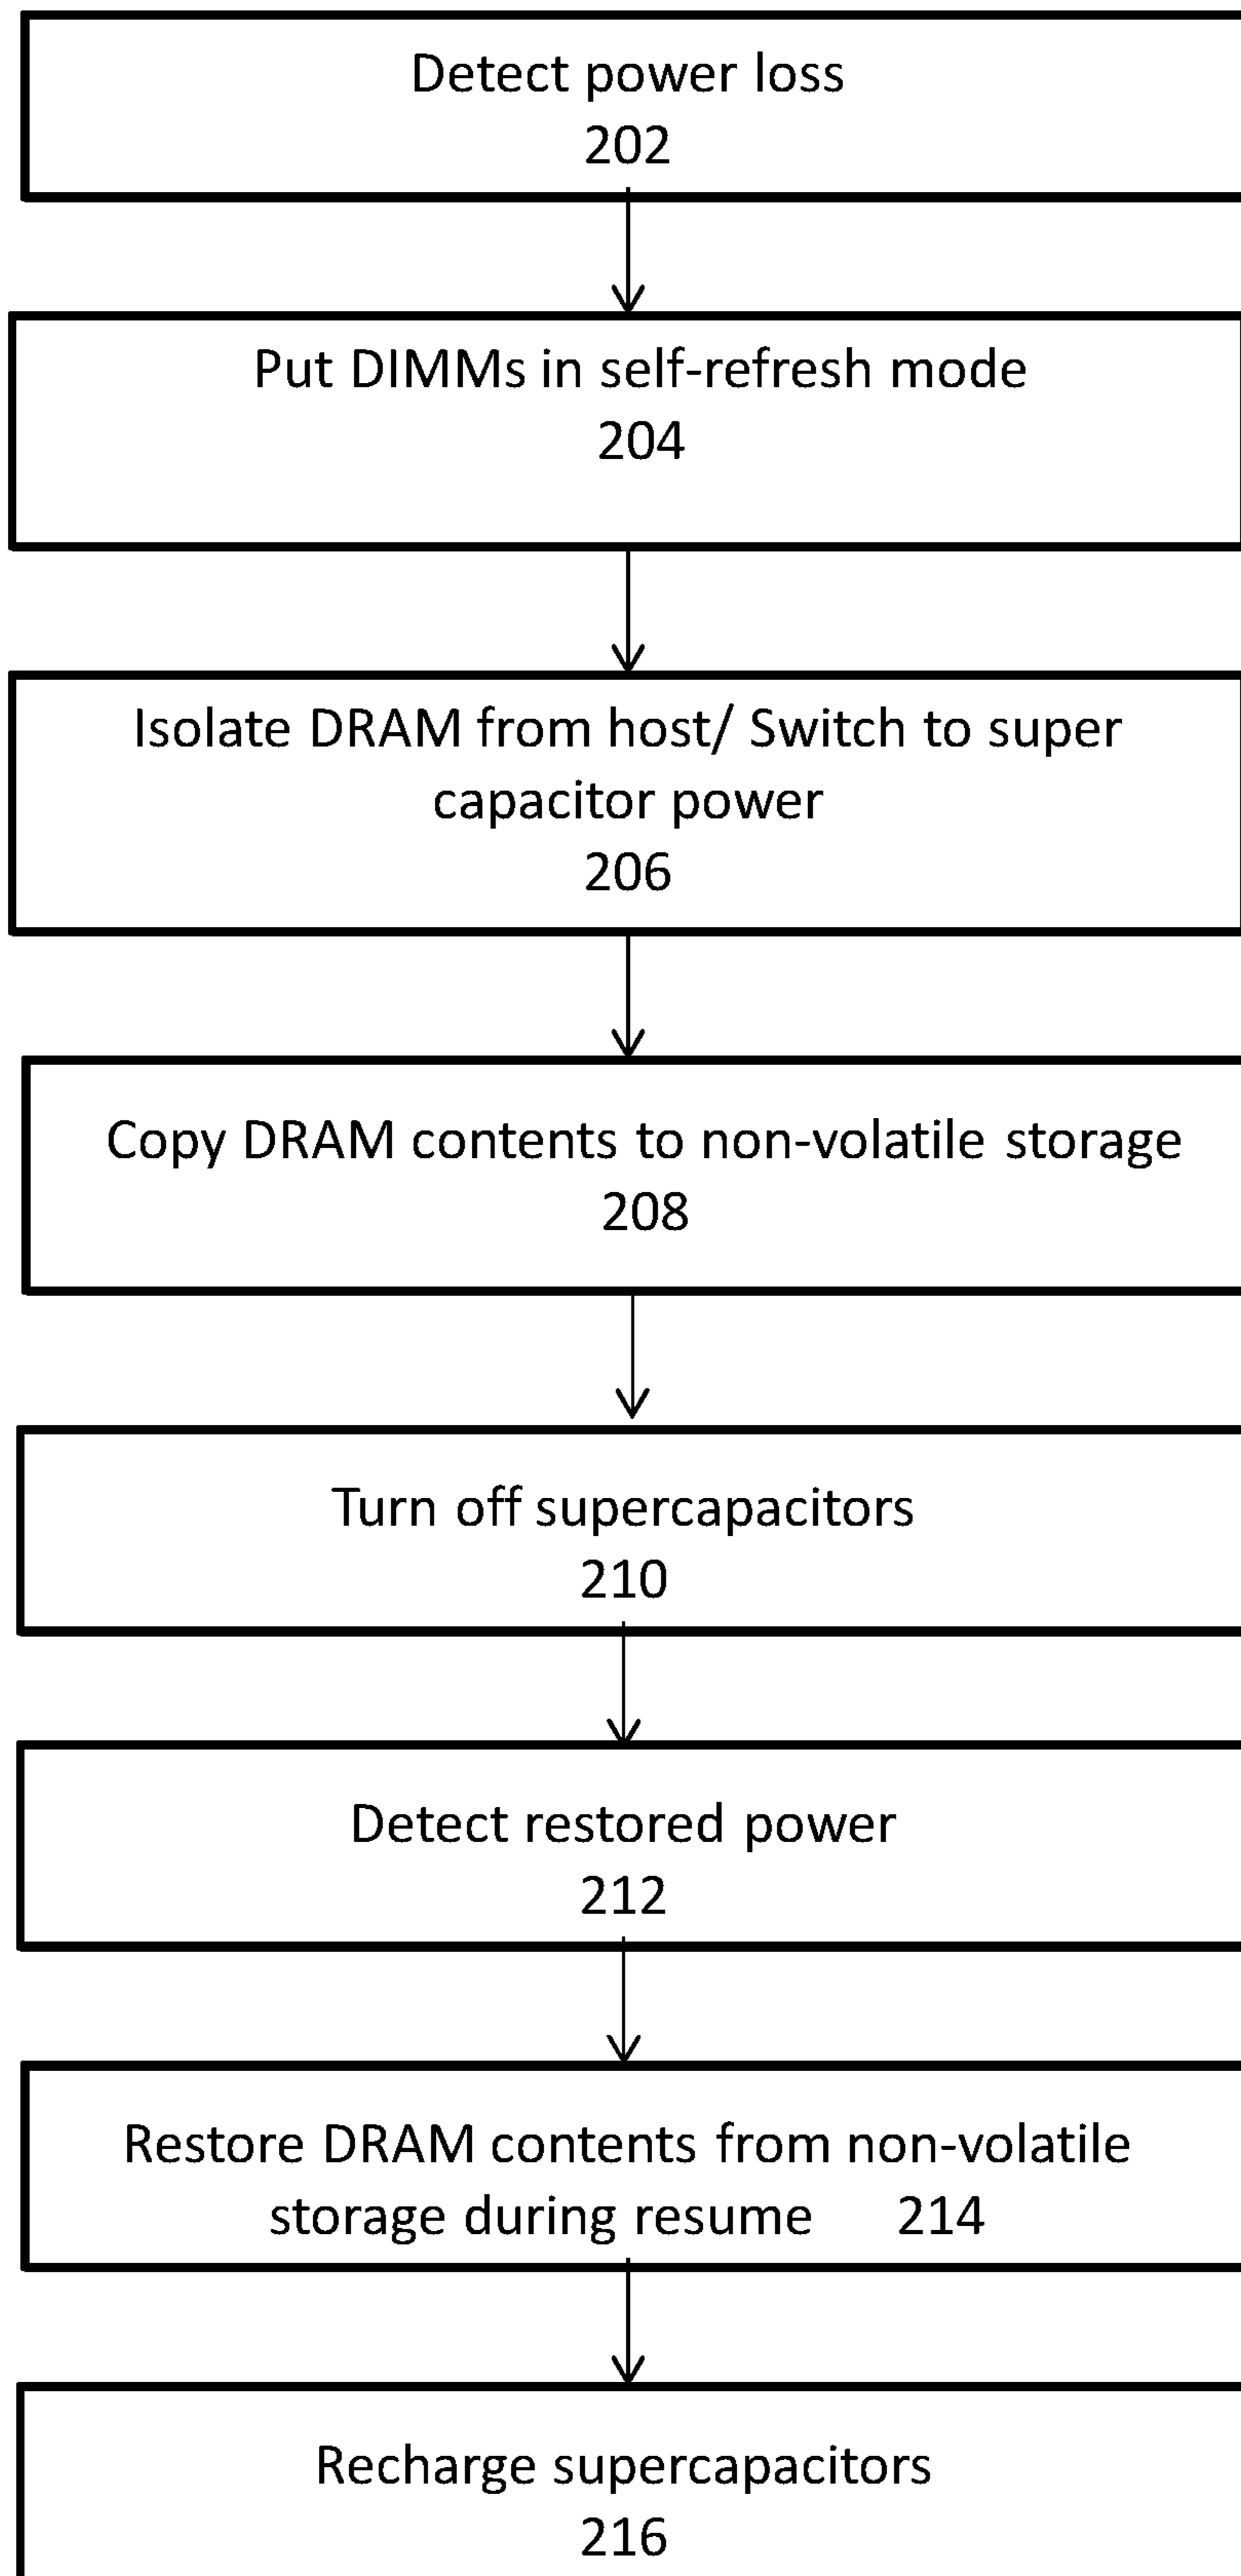 Detect power loss
202
Put DIMMs in self-refresh mode
204
Isolate DRAM from host/ Switch to super
capacitor power
206
Copy DRAM contents to non-volatile storage
208
Turn off supercapacitors
210
Detect restored power
212
Restore DRAM contents from non-volatile
storage during resume 214
Recharge supercapacitors
216